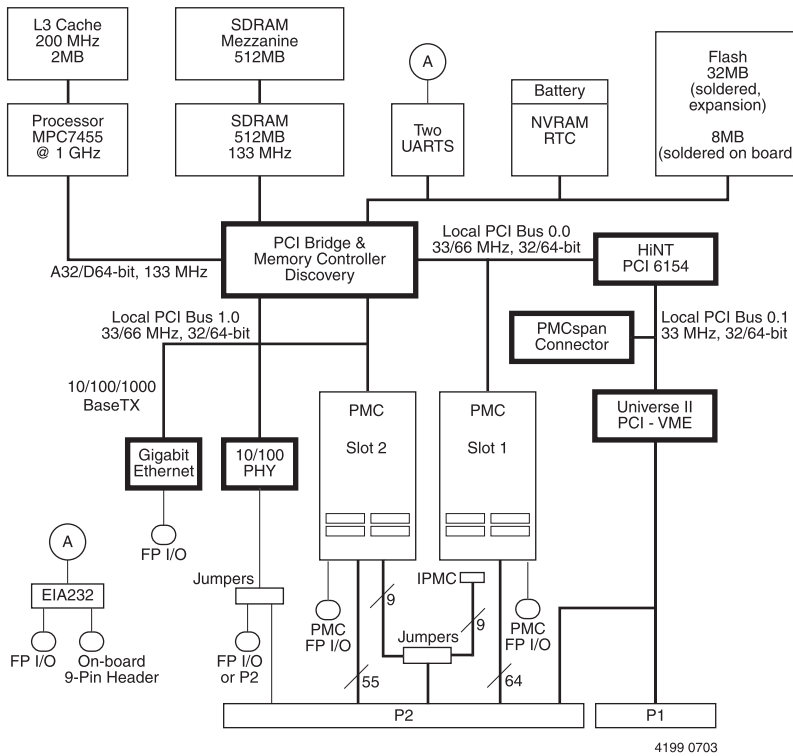 L3 Cache
200 MHz
2MB
SDRAM
Mezzanine
512MB
A
Flash
32MB
(soldered,
expansion)
8MB
(soldered on board
Processor
MPC7455
@ 1 GHz
SDRAM
512MB
133 MHz
Two
UARTS
Battery
NVRAM
RTC
PCI Bridge &
Memory Controller
Discovery
Local PCI Bus 0.0
33/66 MHz, 32/64-bit
HiNT
PCI 6154
A32/D64-bit, 133 MHz
Local PCI Bus 1.0
33/66 MHz, 32/64-bit
PMCspan
Connector
Local PCI Bus 0.1
33 MHz, 32/64-bit
10/100/1000
BaseTX
PMC
Slot 2
PMC
Slot 1
Universe II
PCI - VME
Gigabit
Ethernet
10/100
PHY
A
FP I/O
EIA232
FP I/O
On-board
9-Pin Header
Jumpers
FP I/O
or P2
PMC
FP I/O
9
IPMC
9
Jumpers
PMC
FP I/O
55
64
P2
P1
4199 0703